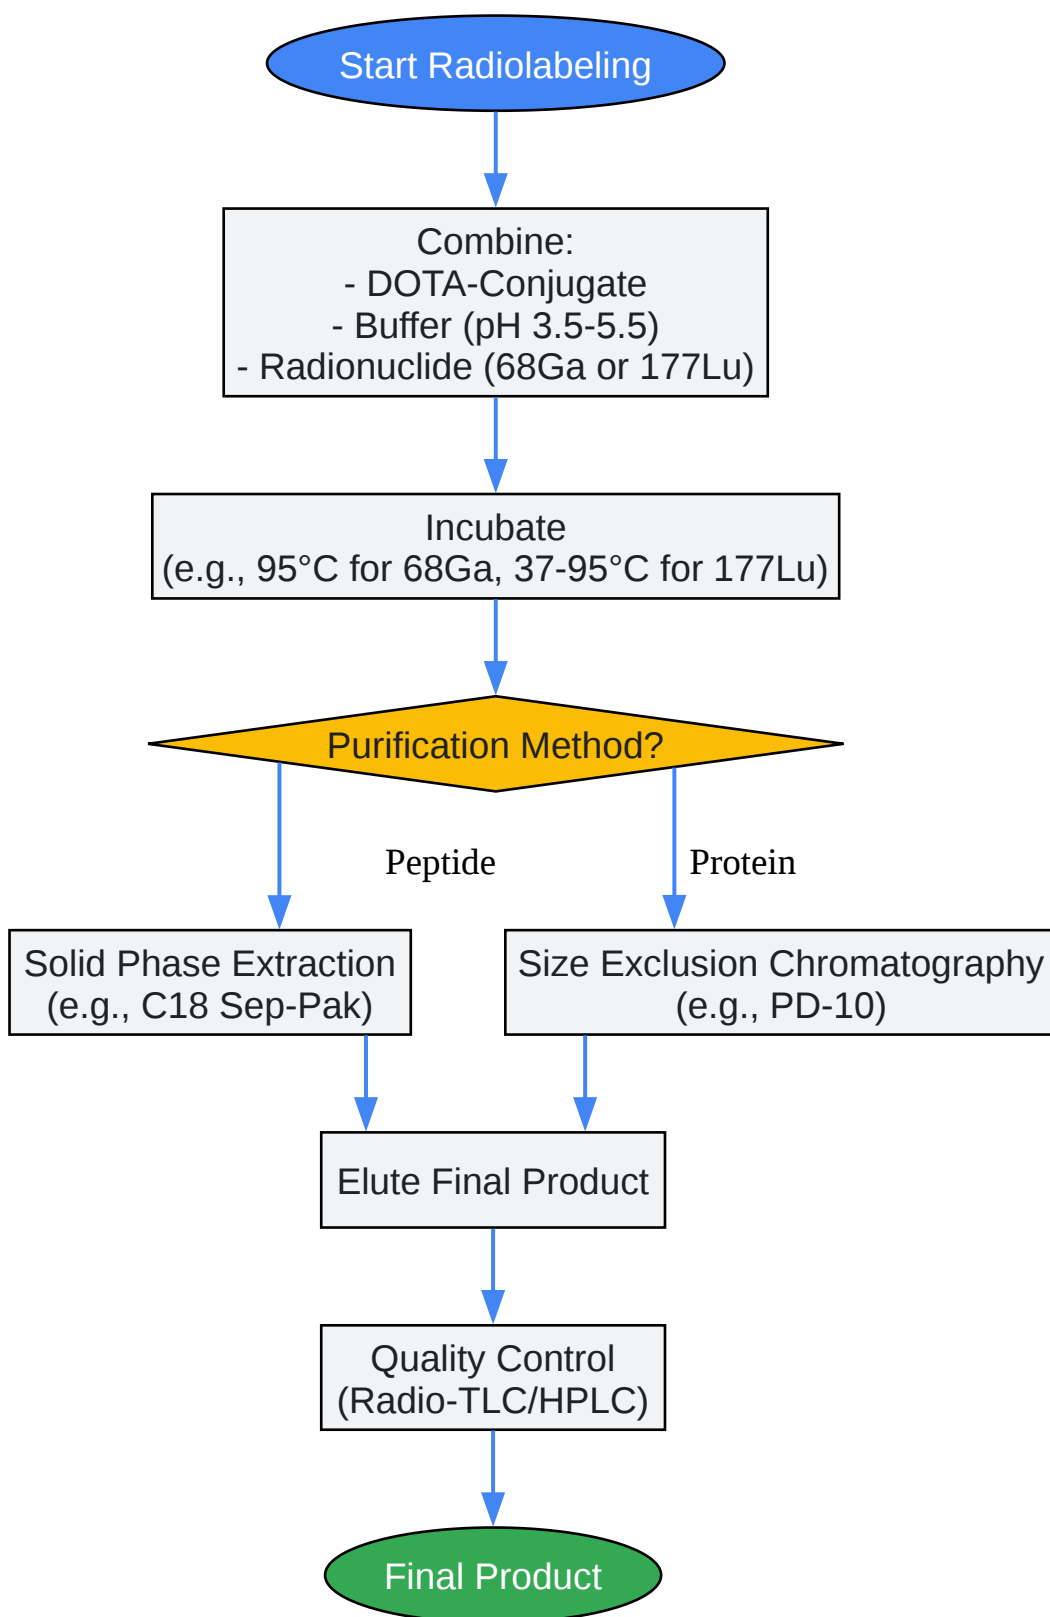 Start Radiolabeling
Combine:
- DOTA-Conjugate
- Buffer (pH 3.5-5.5)
- Radionuclide (68Ga or 177Lu)
Incubate
(e.g., 95°C for 68Ga, 37-95°C for 177Lu)
Purification Method?
Peptide
Protein
Solid Phase Extraction
(e.g., C18 Sep-Pak)
Size Exclusion Chromatography
(e.g., PD-10)
Elute Final Product
Quality Control
(Radio-TLC/HPLC)
Final Product